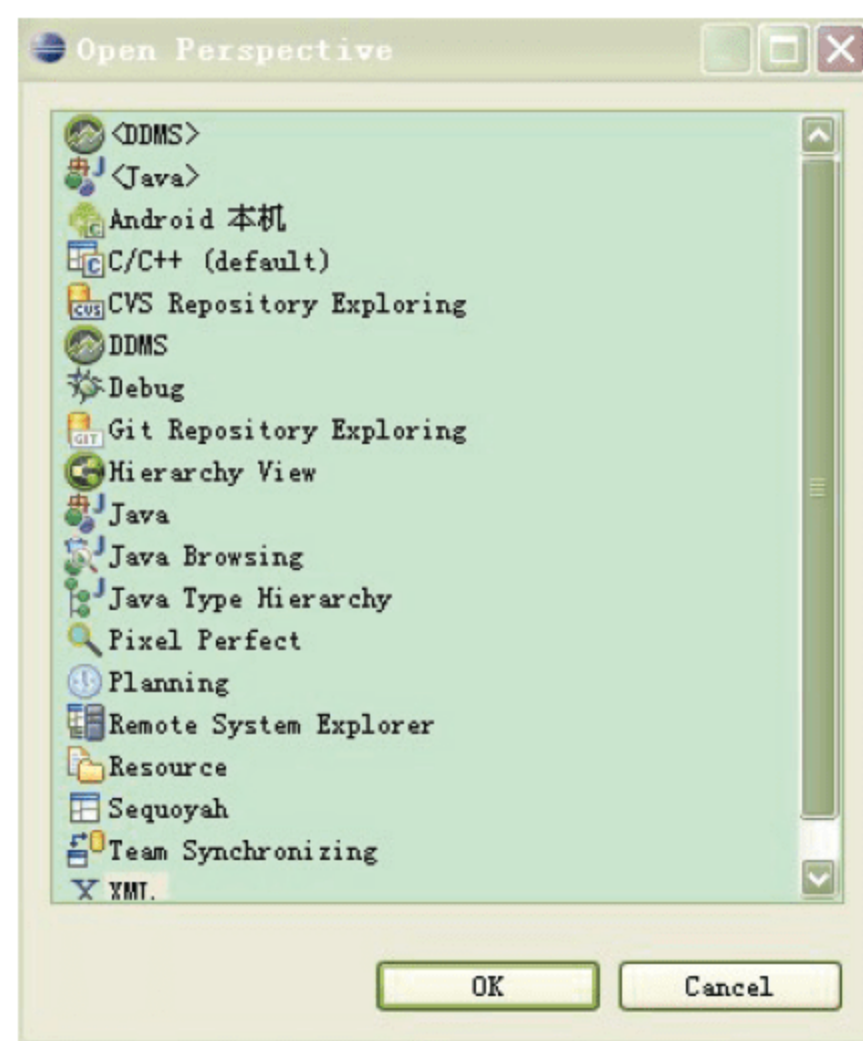 Open Perspective
<DDMS>
<Java>
Android 本机
C/C++ (default)
CVS Repository Exploring
DDMS
Debug
Git Repository Exploring
Hierarchy View
Java
Java Browsing
Java Type Hierarchy
Pixel Perfect
Planning
Remote System Explorer
Resource
Sequoyah
Team Synchronizing
XML
OK
Cancel